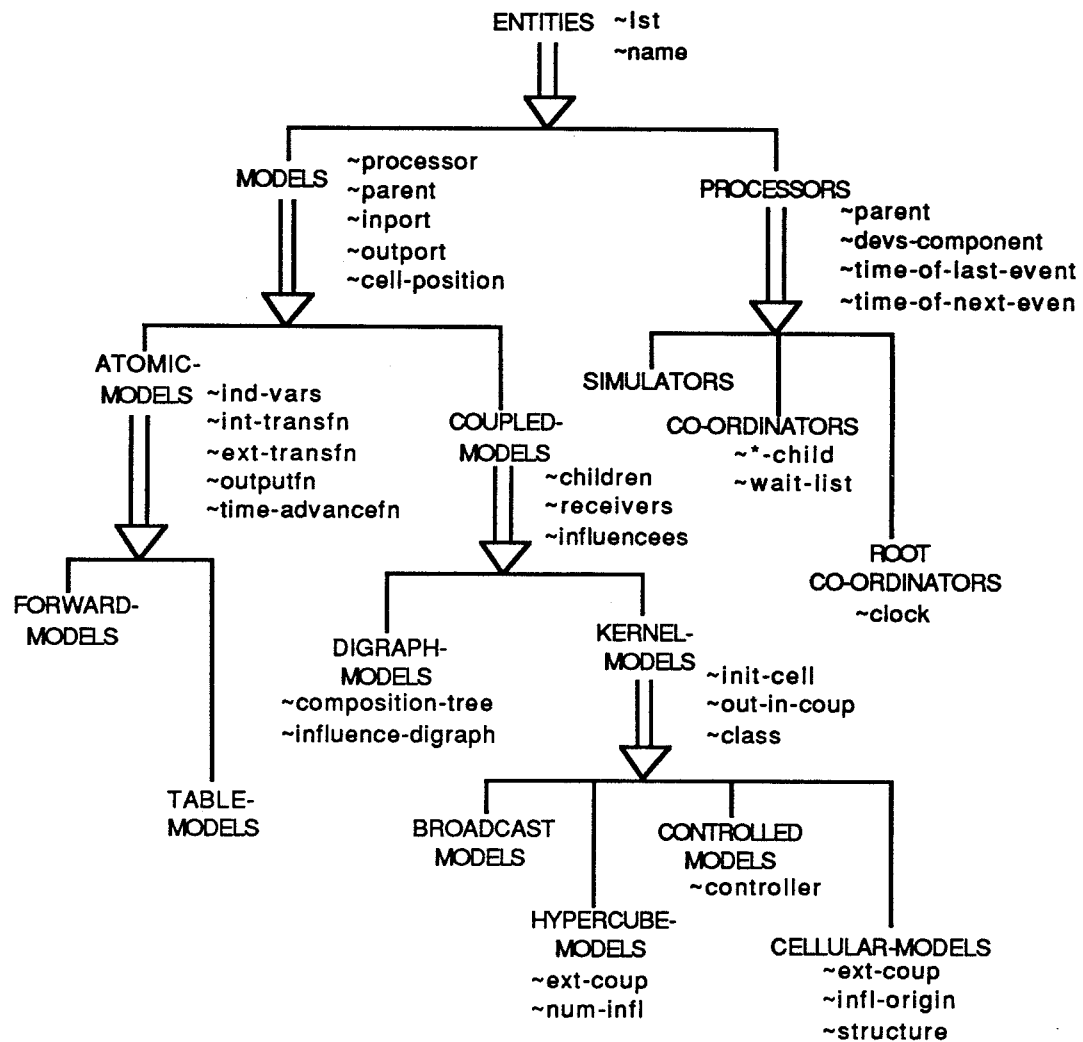 ENTITIES ~lst
~name
MODELS
~processor
~parent
~inport
~outport
~cell-position
PROCESSORS
~parent
~devs-component
~time-of-last-event
~time-of-next-even
ATOMIC-
MODELS
~ind-vars
~int-transfn
~ext-transfn
~outputfn
~time-advancefn
COUPLED-
MODELS
~children
~receivers
~influencees
SIMULATORS
CO-ORDINATORS
~*-child
~wait-list
ROOT
CO-ORDINATORS
~clock
FORWARD-
MODELS
TABLE-
MODELS
DIGRAPH-
MODELS
~composition-tree
~influence-digraph
KERNEL-
MODELS
~init-cell
~out-in-coup
~class
BROADCAST
MODELS
HYPERCUBE-
MODELS
~ext-coup
~num-infl
CONTROLLED
MODELS
~controller
CELLULAR-MODELS
~ext-coup
~infl-origin
~structure